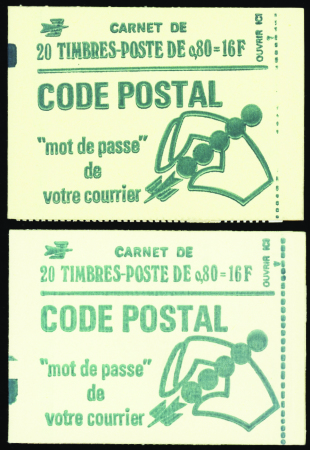 CARNET DE
20 TIMBRES-POSTE DE 0,80=16F
OUVRIR ICI
CODE POSTAL
"mot de passe"
de
votre courrier
CARNET DE
20 TIMBRES-POSTE DE 0,80=16F
OUVRIR ICI
CODE POSTAL
"mot de passe"
de
votre courrier